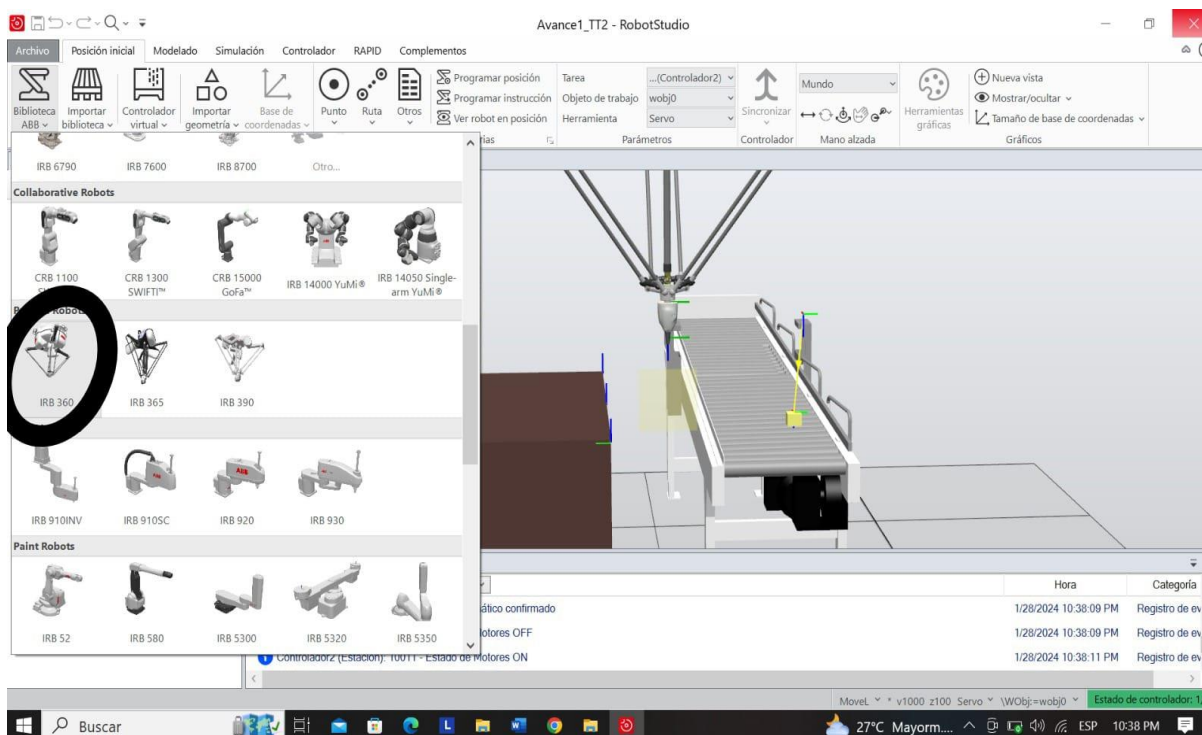 Avance1_TT2 - RobotStudio
Archivo Posición inicial Modelado Simulación Controlador RAPID Complementos
Biblioteca ABB
Importar biblioteca
Controlador virtual
Importar geometría
Base de coordenadas
Punto
Ruta
Otros
Programar posición
Programar instrucción
Ver robot en posición
Tarea ...(Controlador2)
Objeto de trabajo wobj0
Herramienta Servo
Parámetros
Sincronizar
Controlador
Mundo
Mano alzada
Herramientas gráficas
Nueva vista
Mostrar/ocultar
Tamaño de base de coordenadas
Gráficos
IRB 6790 IRB 7600 IRB 8700 Otro...
Collaborative Robots
CRB 1100
CRB 1300 SWIFTI™
CRB 15000 GoFa™
IRB 14000 YuMi®
IRB 14050 Single-arm YuMi®
Robots
IRB 360 IRB 365 IRB 390
IRB 910INV IRB 910SC IRB 920 IRB 930
Paint Robots
IRB 52 IRB 580 IRB 5300 IRB 5320 IRB 5350
Hora Categoría
ático confirmado 1/28/2024 10:38:09 PM Registro de ev
otores OFF 1/28/2024 10:38:09 PM Registro de ev
Controlador2 (Estación): 10011 - Estado de Motores ON 1/28/2024 10:38:11 PM Registro de ev
MoveL * v1000 z100 Servo \WObj:=wobj0 Estado de controlador: 1
Buscar 27°C Mayorm.... ESP 10:38 PM